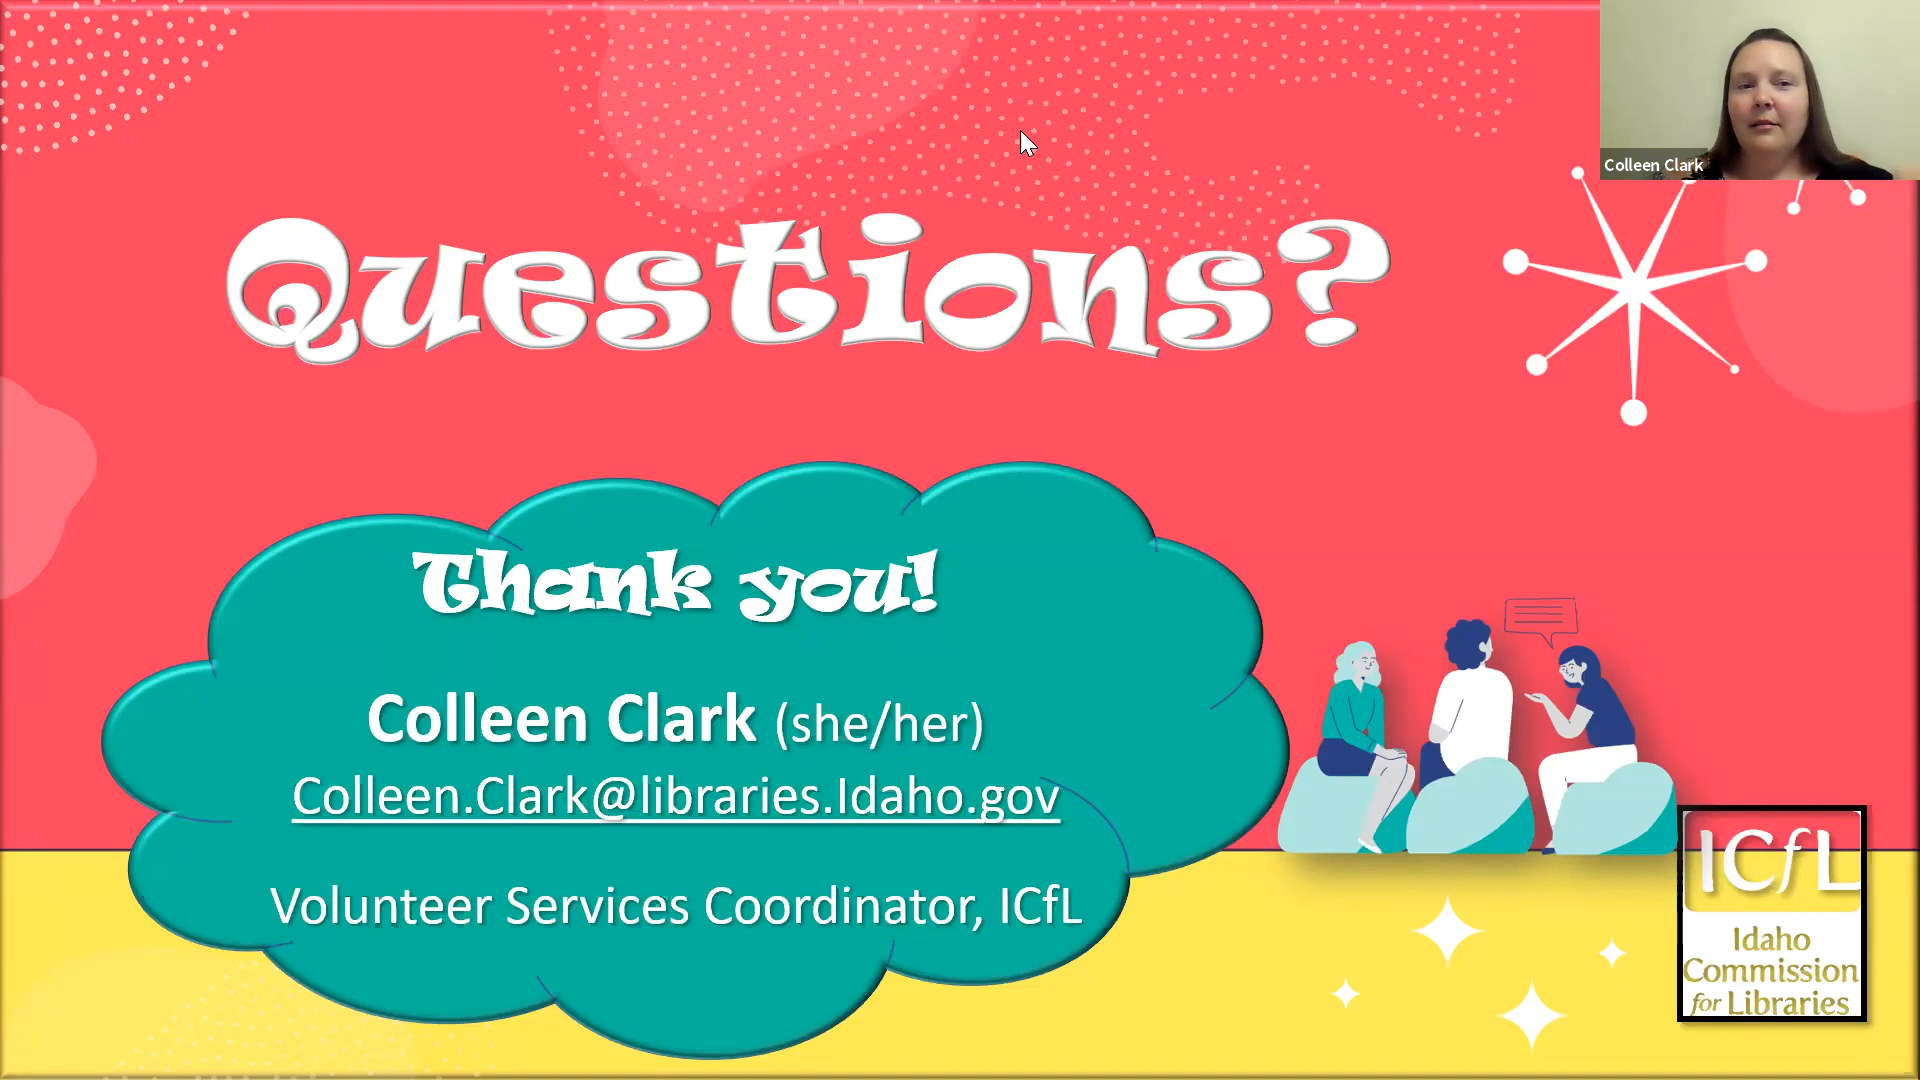 Colleen Clark
Questions?
Thank you!
Colleen Clark (she/her)
Colleen.Clark@libraries.Idaho.gov
Volunteer Services Coordinator, ICfL
ICfL
Idaho
Commission
for Libraries